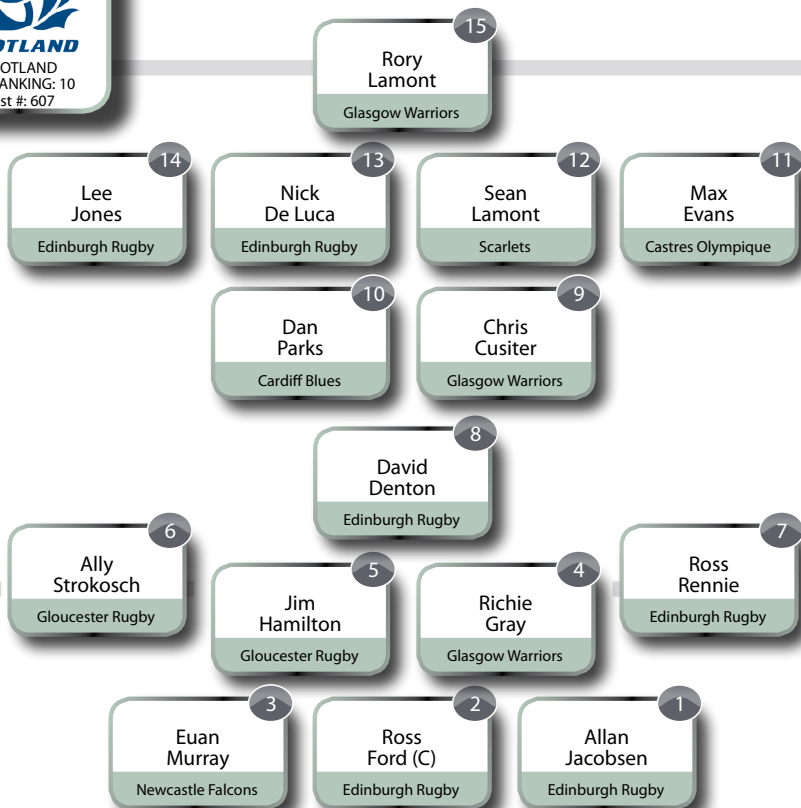 OTLAND
OTLAND
ANKING: 10
st #: 607
15
Rory
Lamont
Glasgow Warriors
14
Lee
Jones
Edinburgh Rugby
13
Nick
De Luca
Edinburgh Rugby
12
Sean
Lamont
Scarlets
11
Max
Evans
Castres Olympique
10
Dan
Parks
Cardiff Blues
9
Chris
Cusiter
Glasgow Warriors
8
David
Denton
Edinburgh Rugby
6
Ally
Strokosch
Gloucester Rugby
5
Jim
Hamilton
Gloucester Rugby
4
Richie
Gray
Glasgow Warriors
7
Ross
Rennie
Edinburgh Rugby
3
Euan
Murray
Newcastle Falcons
2
Ross
Ford (C)
Edinburgh Rugby
1
Allan
Jacobsen
Edinburgh Rugby